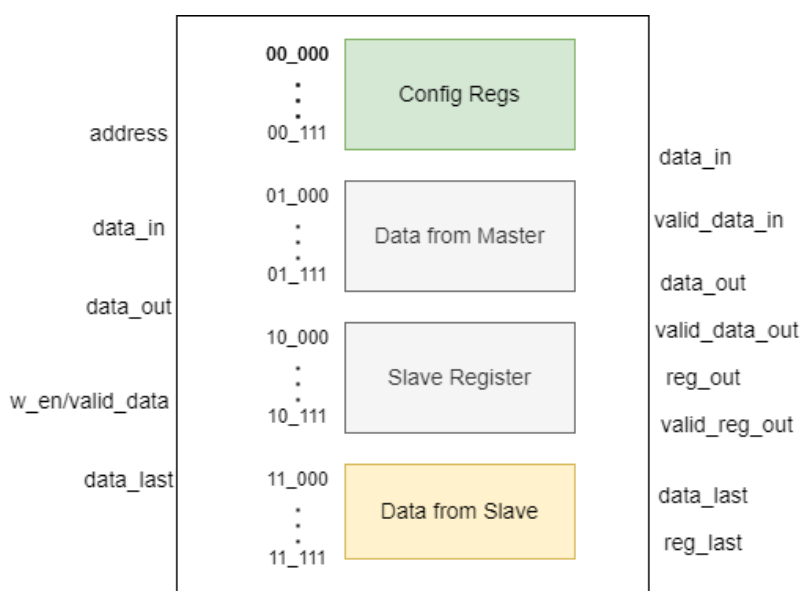 address
data_in
data_out
w_en/valid_data
data_last
00_000
00_111
Config Regs
01_000
01_111
Data from Master
10_000
10_111
Slave Register
11_000
11_111
Data from Slave
data_in
valid_data_in
data_out
valid_data_out
reg_out
valid_reg_out
data_last
reg_last